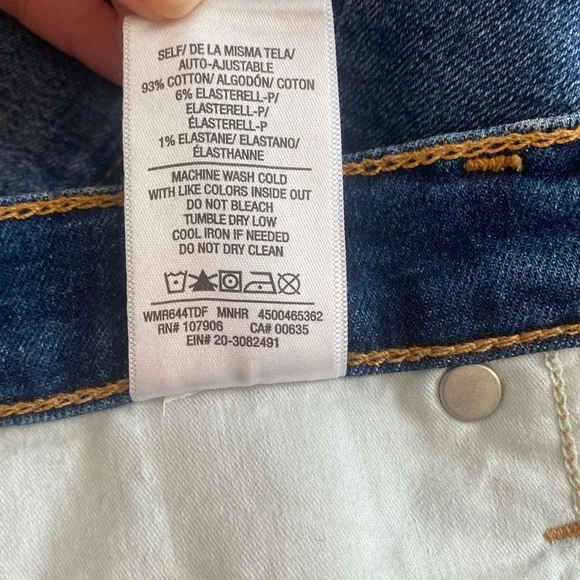 SELF/ DE LA MISMA TELA/
AUTO-AJUSTABLE
93% COTTON/ ALGODÓN/ COTON
6% ELASTERELL-P/
ELASTERELL-P/
ÉLASTERELL-P
1% ELASTANE/ ELASTANO/
ÉLASTHANNE
MACHINE WASH COLD
WITH LIKE COLORS INSIDE OUT
DO NOT BLEACH
TUMBLE DRY LOW
COOL IRON IF NEEDED
DO NOT DRY CLEAN
WMR644TDF MNHR 4500465362
RN# 107906 CA# 00635
EIN# 20-3082491